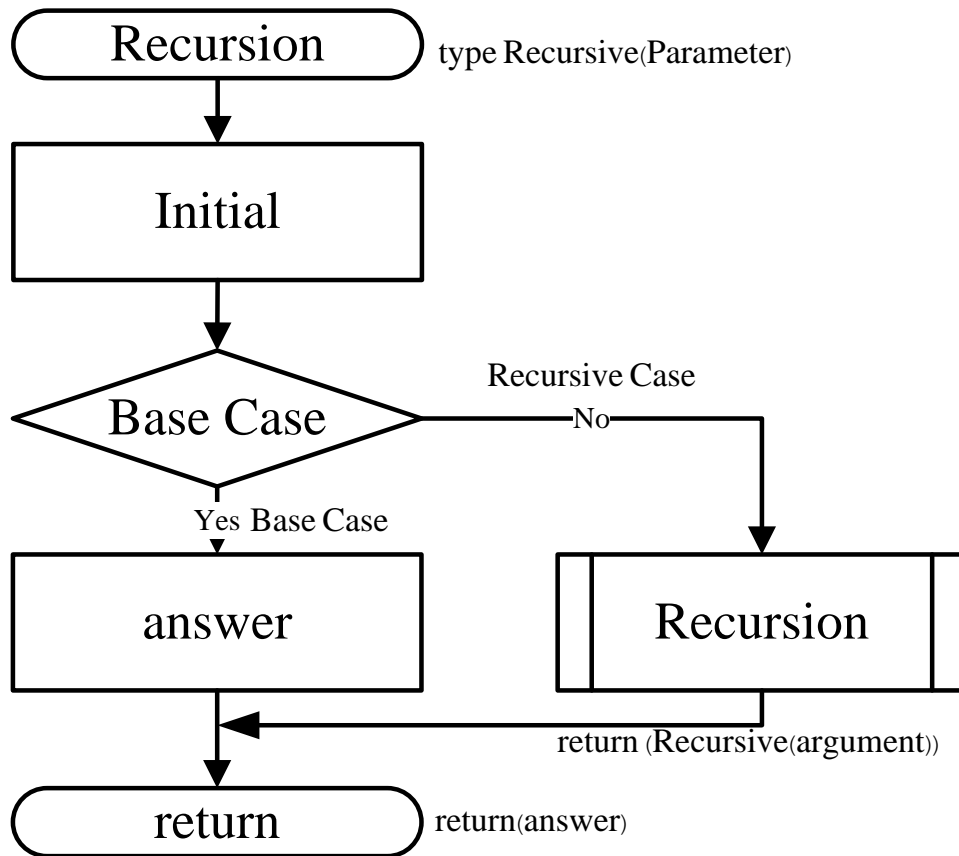 Recursion
type Recursive(Parameter)
Initial
Recursive Case
Base Case
No
Yes Base Case
answer
Recursion
return (Recursive(argument))
return
return(answer)